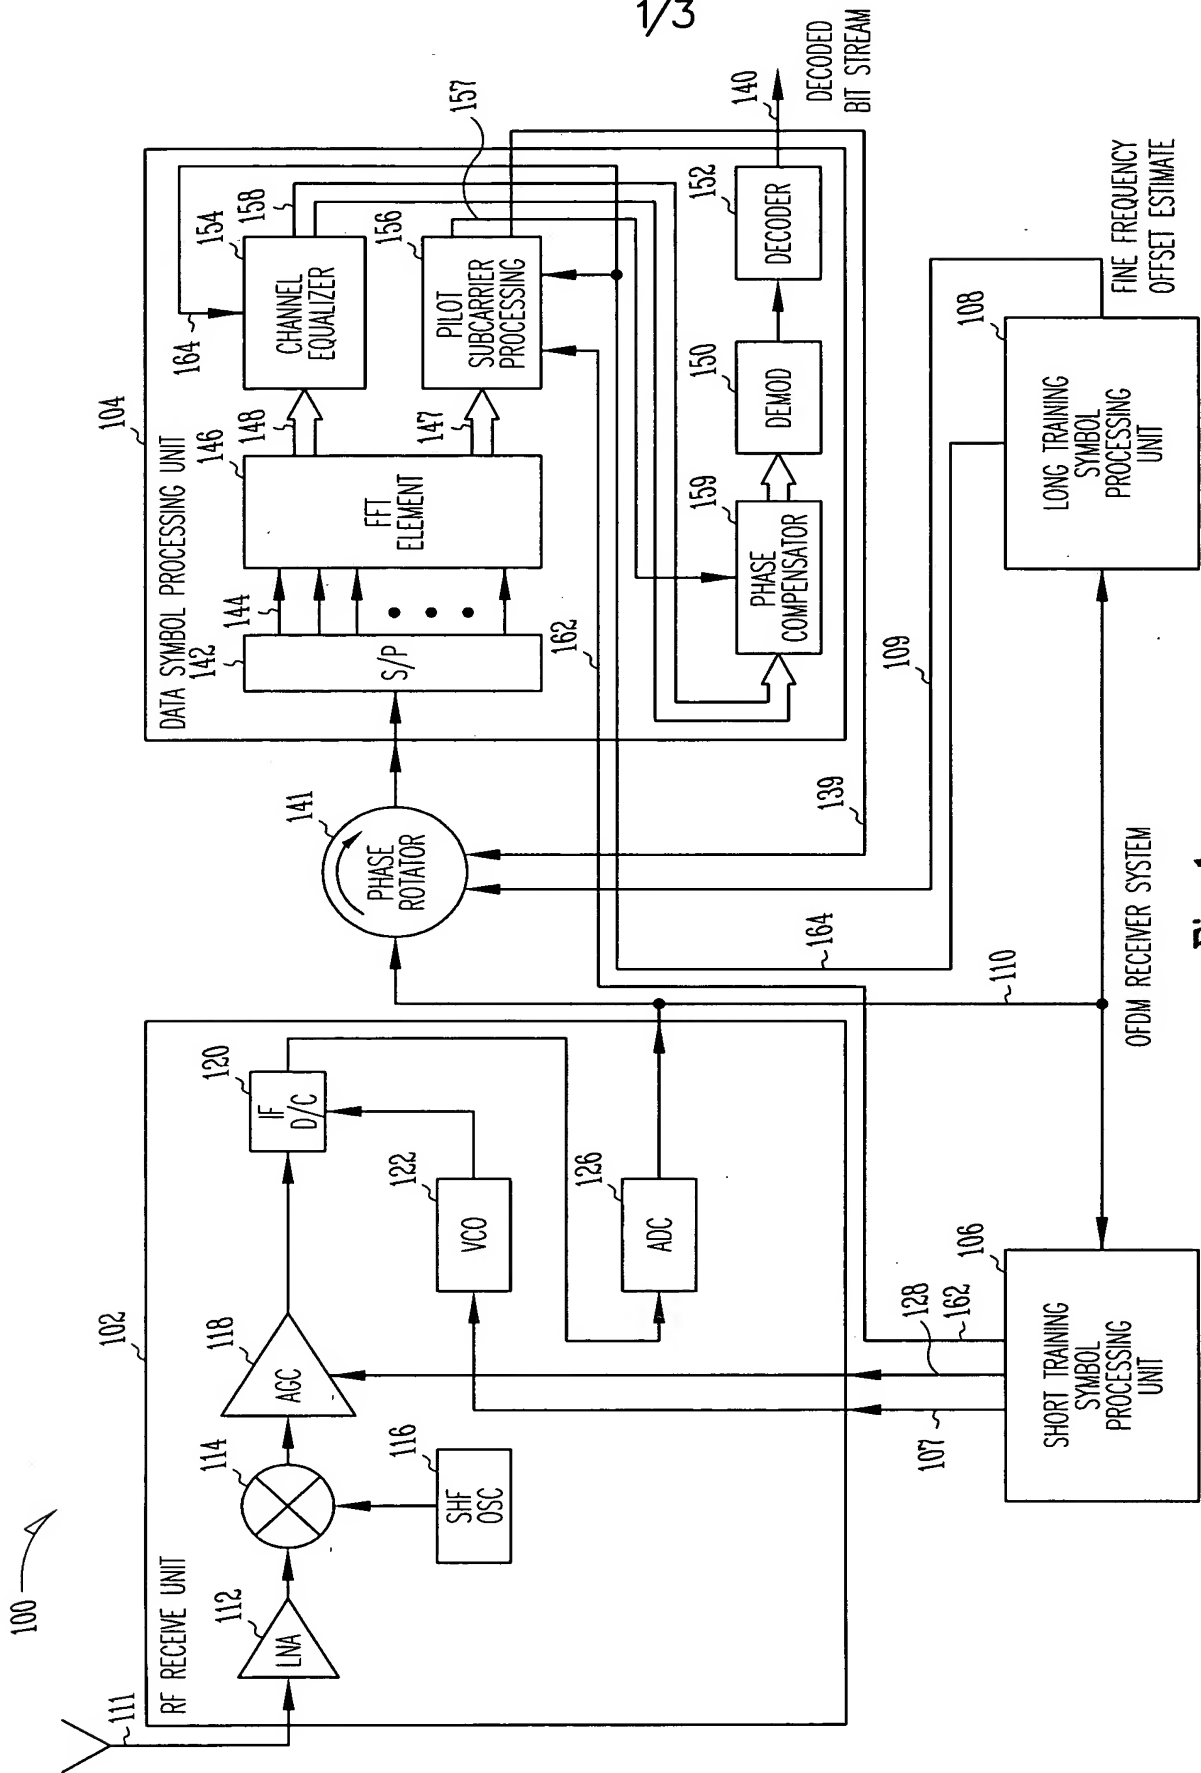 1/3
100
111
102
RF RECEIVE UNIT
112
LNA
114
116
SHF
OSC
118
AGC
120
IF
D/C
122
VCO
126
ADC
104
DATA SYMBOL PROCESSING UNIT
141
PHASE
ROTATOR
142
S/P
144
146
FFT
ELEMENT
148
147
164
154
158
CHANNEL
EQUALIZER
156
PILOT
SUBCARRIER
PROCESSING
157
162
159
PHASE
COMPENSATOR
150
DEMOD
152
DECODER
140
DECODED
BIT STREAM
139
109
164
110
107
128
162
106
SHORT TRAINING
SYMBOL
PROCESSING
UNIT
108
LONG TRAINING
SYMBOL
PROCESSING
UNIT
FINE FREQUENCY
OFFSET ESTIMATE
OFDM RECEIVER SYSTEM